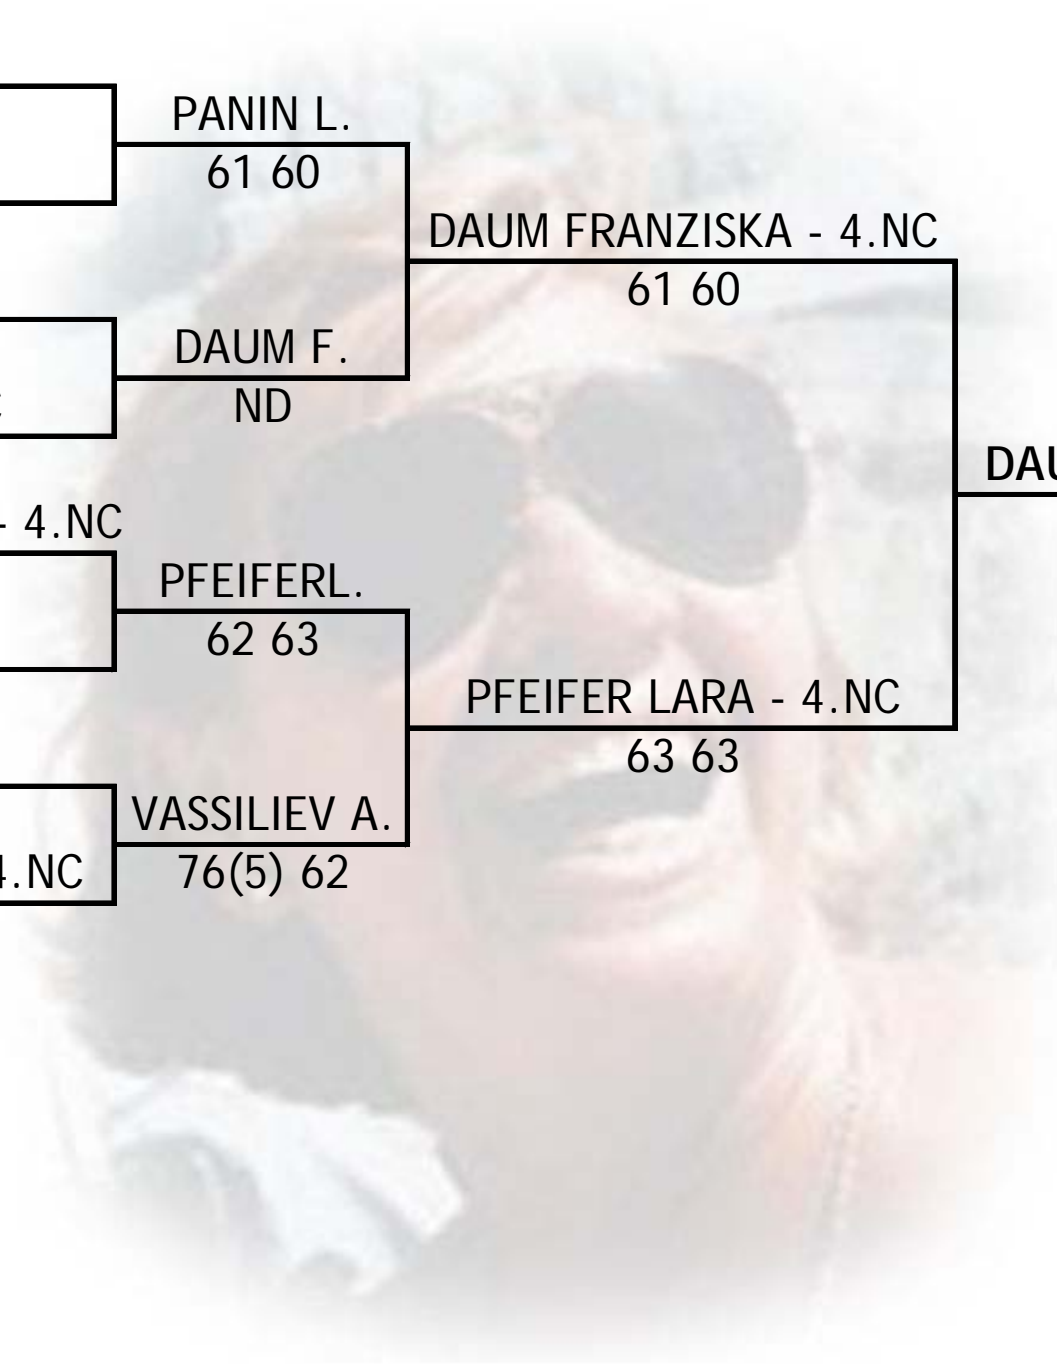 PANIN L.
61 60
DAUM FRANZISKA - 4.NC
61 60
DAUM F.
ND
DAU
- 4.NC
PFEIFERL.
62 63
PFEIFER LARA - 4.NC
63 63
VASSILIEV A.
4.NC
76(5) 62